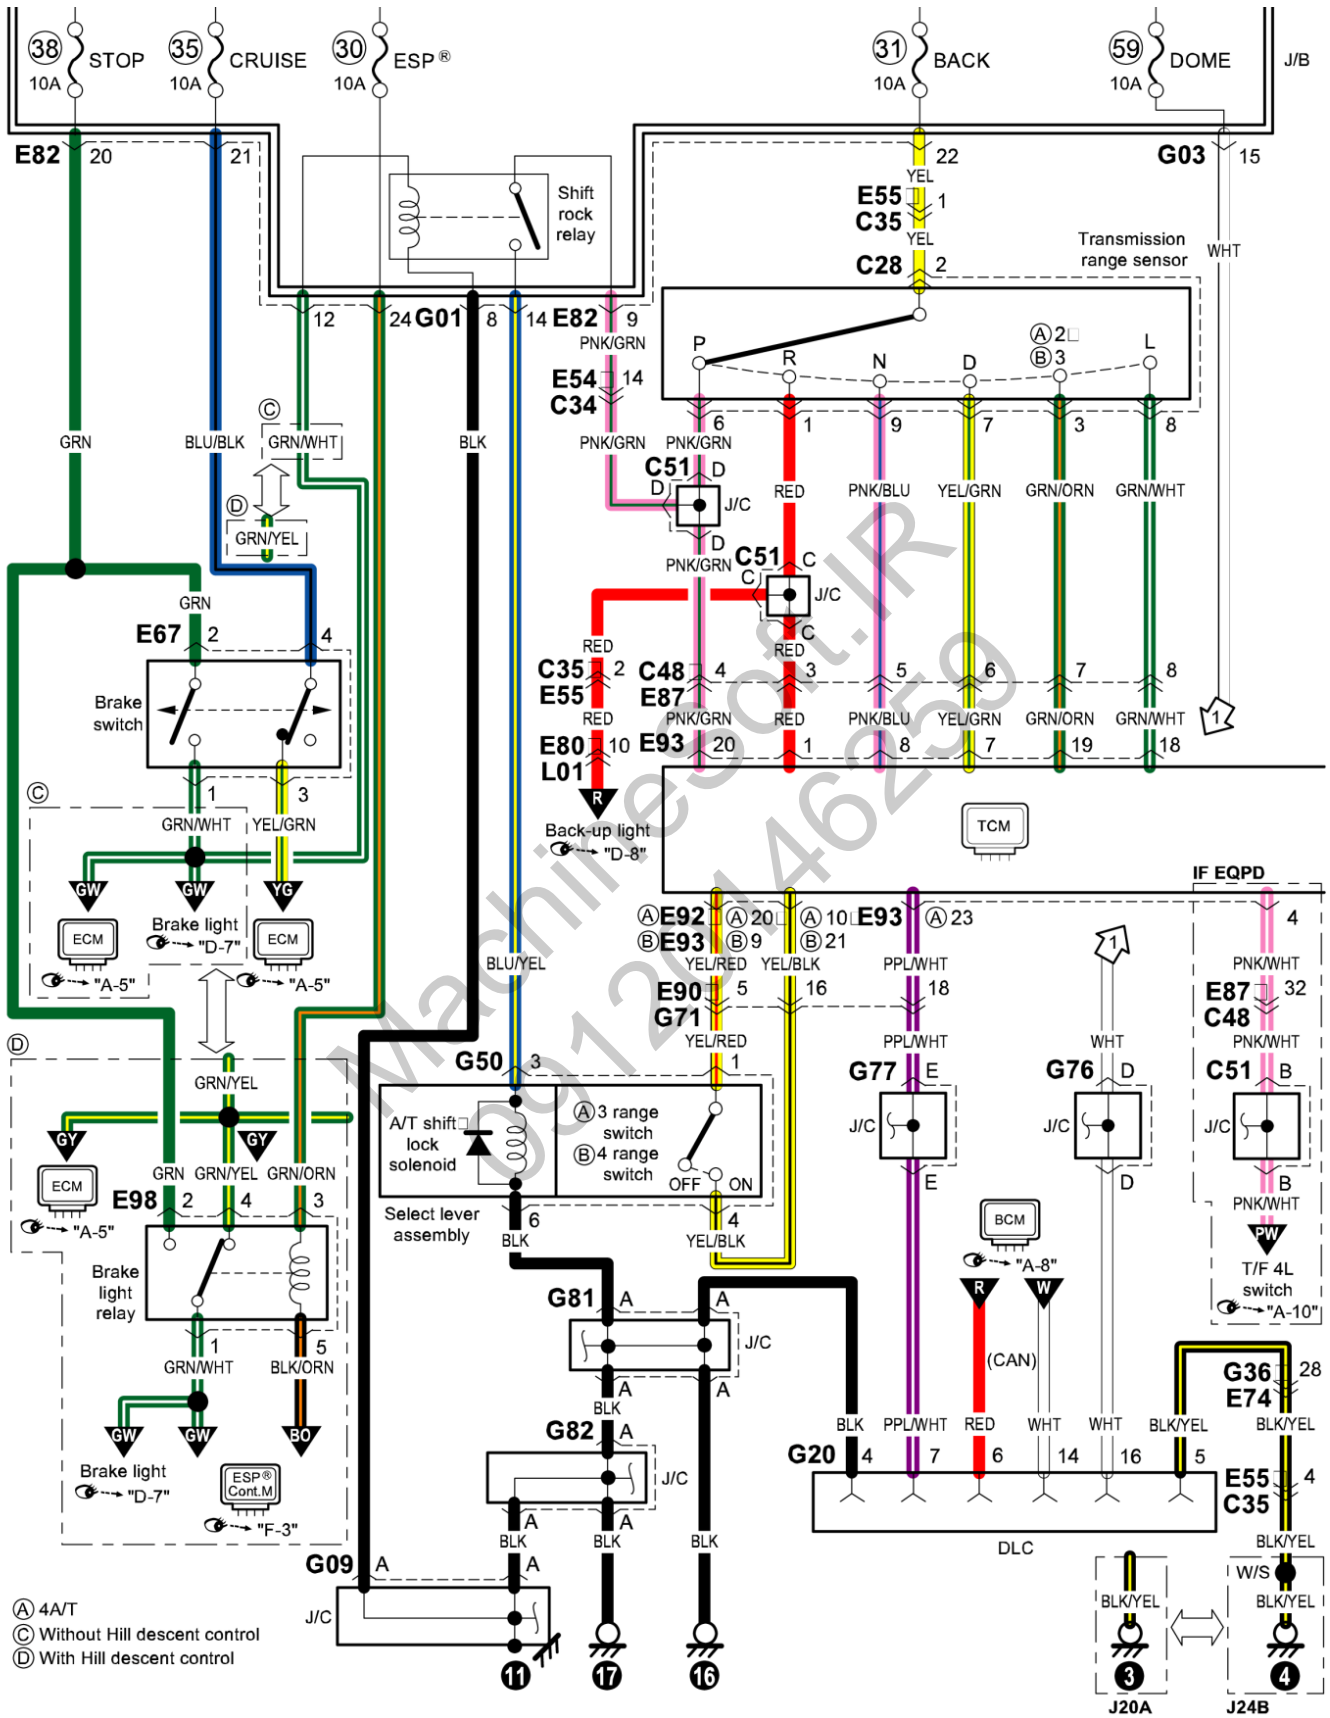 38 STOP 35 CRUISE 30 ESP® 31 BACK 59 DOME J/B
10A 10A 10A 10A 10A
E82 20 21 22 G03 15
YEL
Shift
rock
relay
E55 1
C35
YEL
Transmission
range sensor
WHT
C28 2
12 24 G01 8 14 E82 9
PNK/GRN
P R N D A 2 L
B 3
E54 14
C34
6 1 9 7 3 8
C
GRN BLU/BLK GRN/WHT BLK PNK/GRN PNK/GRN
C51 D
D J/C
RED PNK/BLU YEL/GRN GRN/ORN GRN/WHT
D
GRN/YEL
D
PNK/GRN
C51 C
C J/C
C
GRN
E67 2 4
RED RED
C35 2 C48 4 3 5 6 7 8
E55 E87
Brake
switch
RED PNK/GRN RED PNK/BLU YEL/GRN GRN/ORN GRN/WHT
1
E80 10 E93 20 1 8 7 19 18
L01
1 3
C
R
GRN/WHT YEL/GRN
Back-up light
"D-8"
TCM
GW GW YG
IF EQPD
ECM Brake light ECM
"D-7"
"A-5" "A-5"
A E92 A 20 A 10 E93 A 23 4
B E93 B 9 B 21
1
BLU/YEL YEL/RED YEL/BLK PPL/WHT PNK/WHT
E90 5 16 18 E87 32
G71 C48
D
YEL/RED PPL/WHT WHT PNK/WHT
G50 3 1 G77 E G76 D C51 B
GRN/YEL
A/T shift
lock
solenoid
A 3 range
switch
B 4 range
switch
OFF ON
J/C J/C J/C
GY GY
ECM
"A-5"
GRN GRN/YEL GRN/ORN
E D B
E98 2 4 3
Select lever
assembly
6 4
BLK YEL/BLK
PNK/WHT
PW
BCM
"A-8"
T/F 4L
switch
"A-10"
Brake
light
relay
R W
G81 A A
J/C
1 5
GRN/WHT BLK/ORN
(CAN)
A A
BLK
G36 28
E74
GW GW BO
G82 A
BLK PPL/WHT RED WHT WHT BLK/YEL BLK/YEL
G20 4 7 6 14 16 5
Brake light
"D-7"
ESP®
Cont.M
"F-3"
J/C
E55 4
C35
A A
BLK BLK BLK
DLC
BLK/YEL
G09 A A
W/S
J/C
BLK/YEL BLK/YEL
A 4A/T
C Without Hill descent control
D With Hill descent control
11 17 16 3 4
J20A J24B
MachineSoft.IR
09120146259